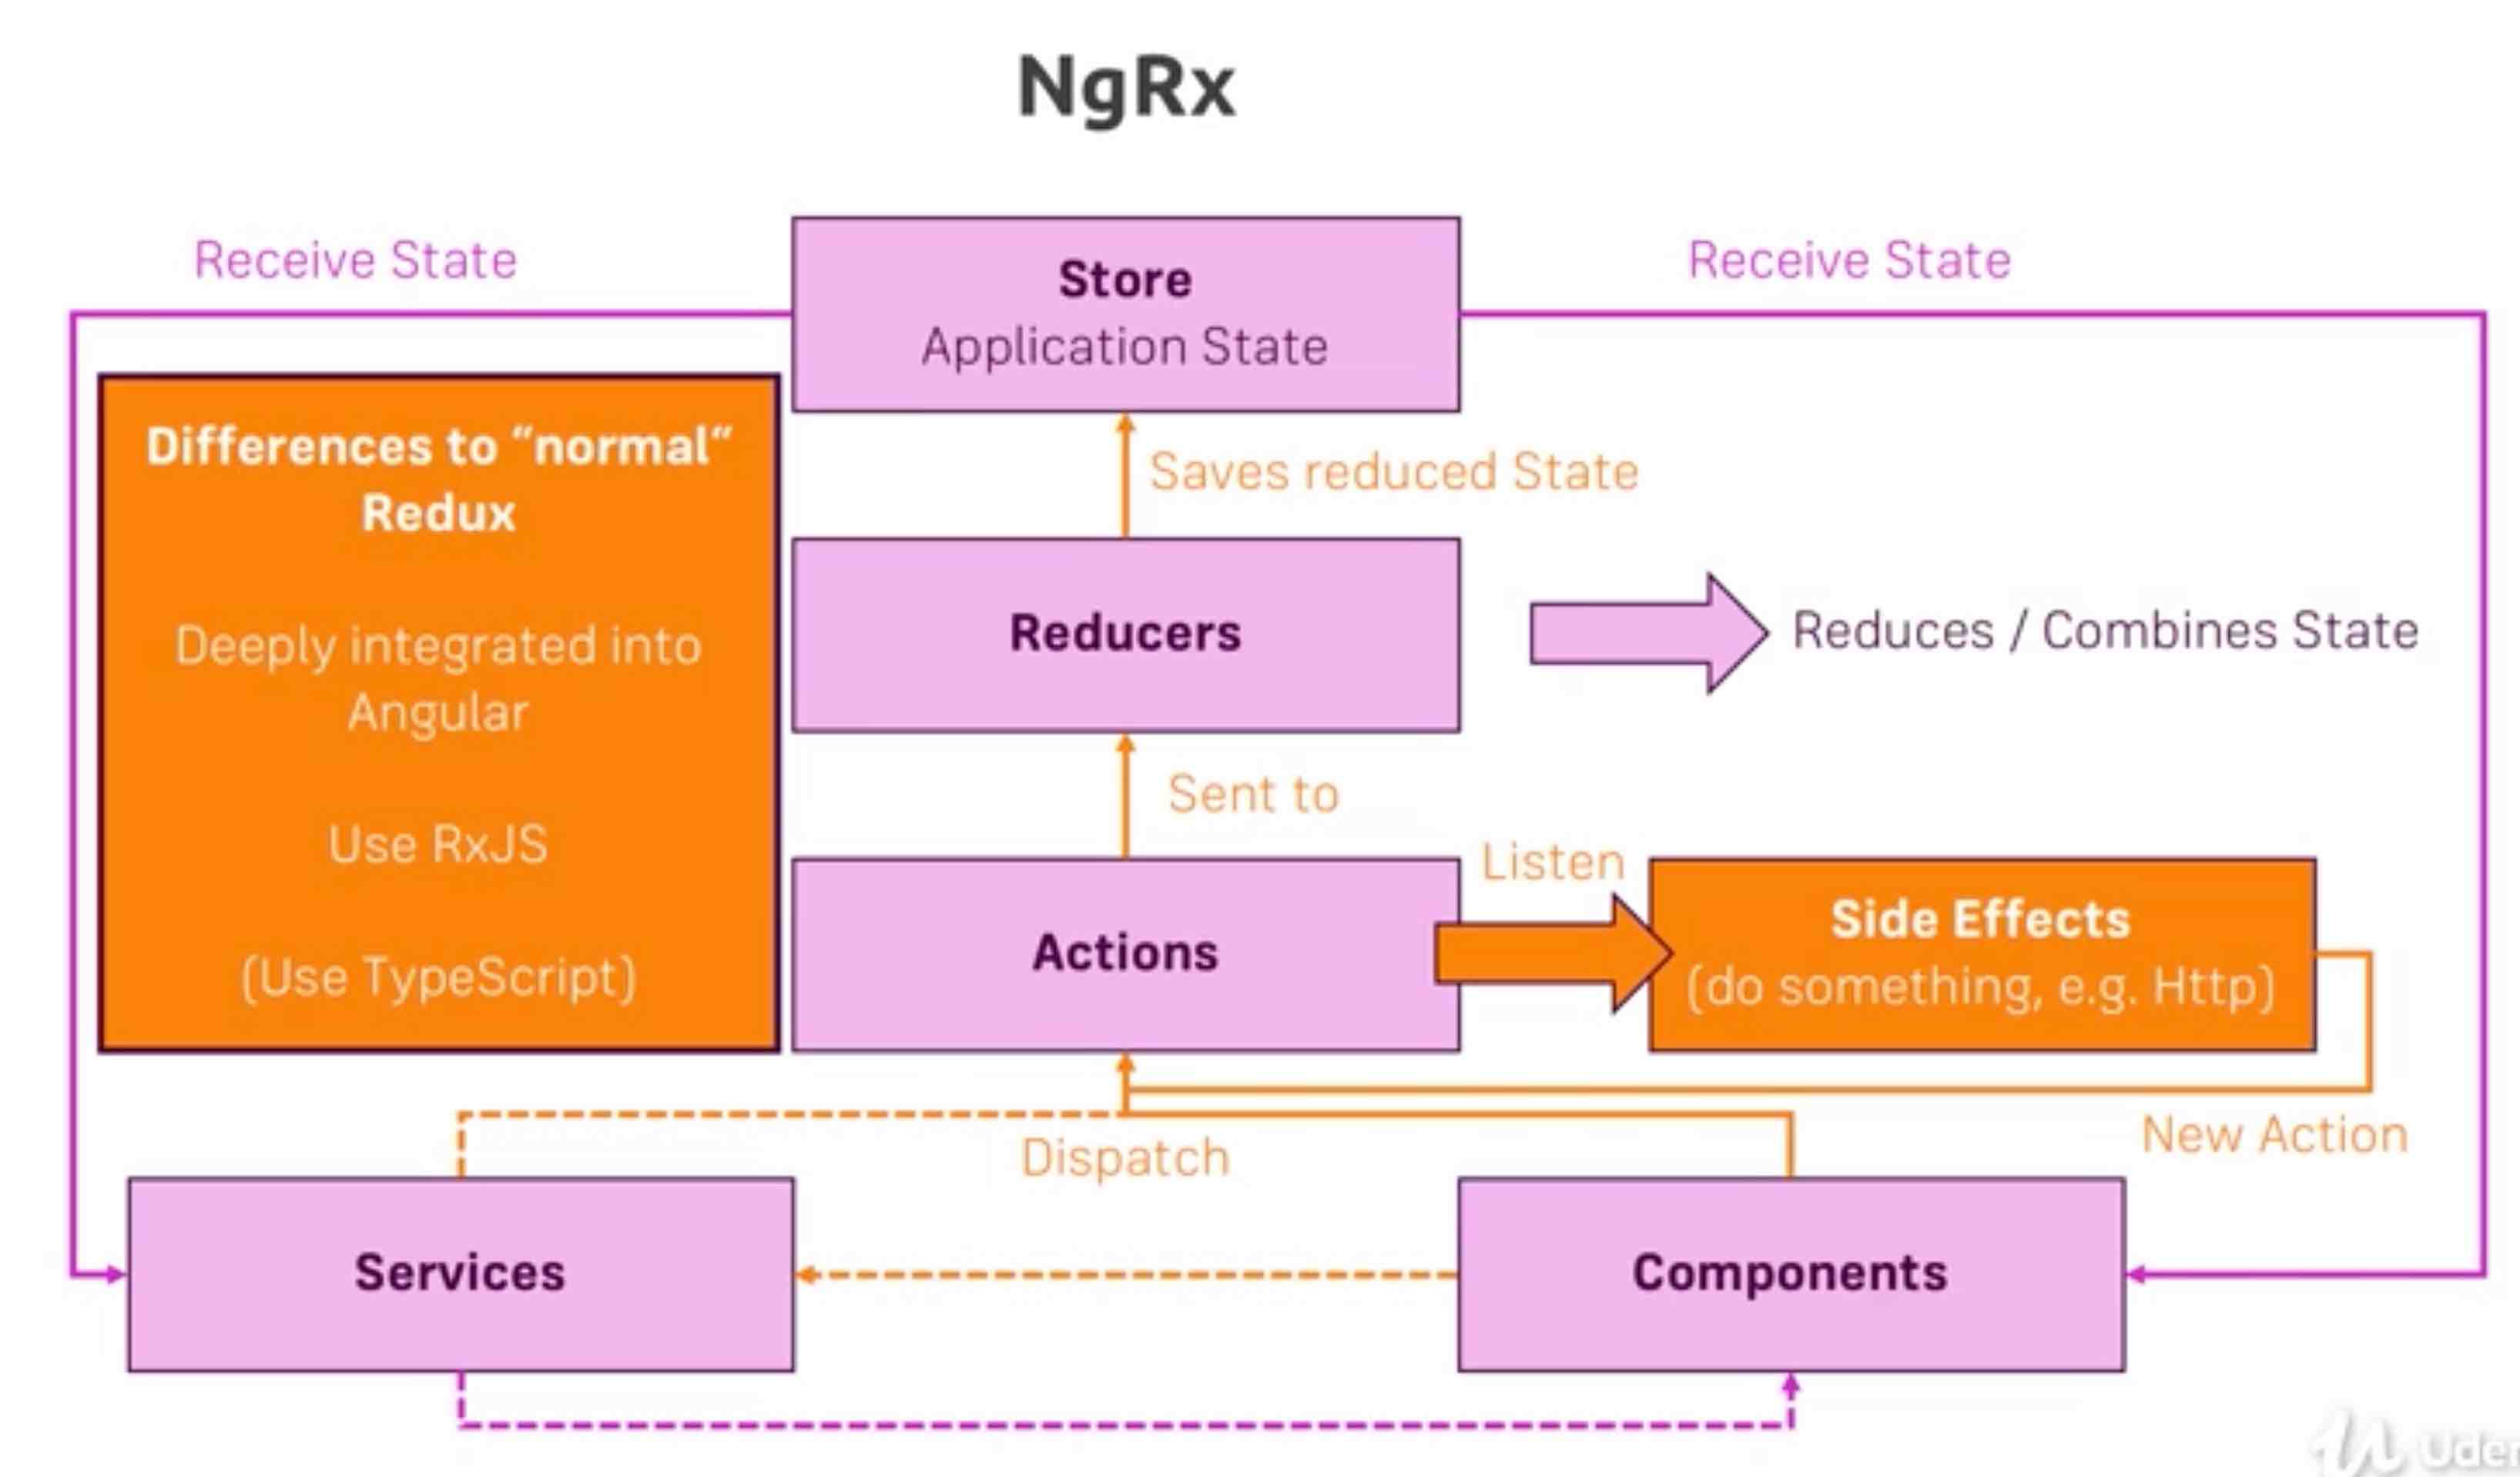 NgRx
Receive State
Store
Application State
Receive State
Differences to “normal“
Redux
Deeply integrated into
Angular
Use RxJS
(Use TypeScript)
Saves reduced State
Reducers
Reduces / Combines State
Sent to
Actions
Listen
Side Effects
(do something, e.g. Http)
New Action
Dispatch
Services
Components